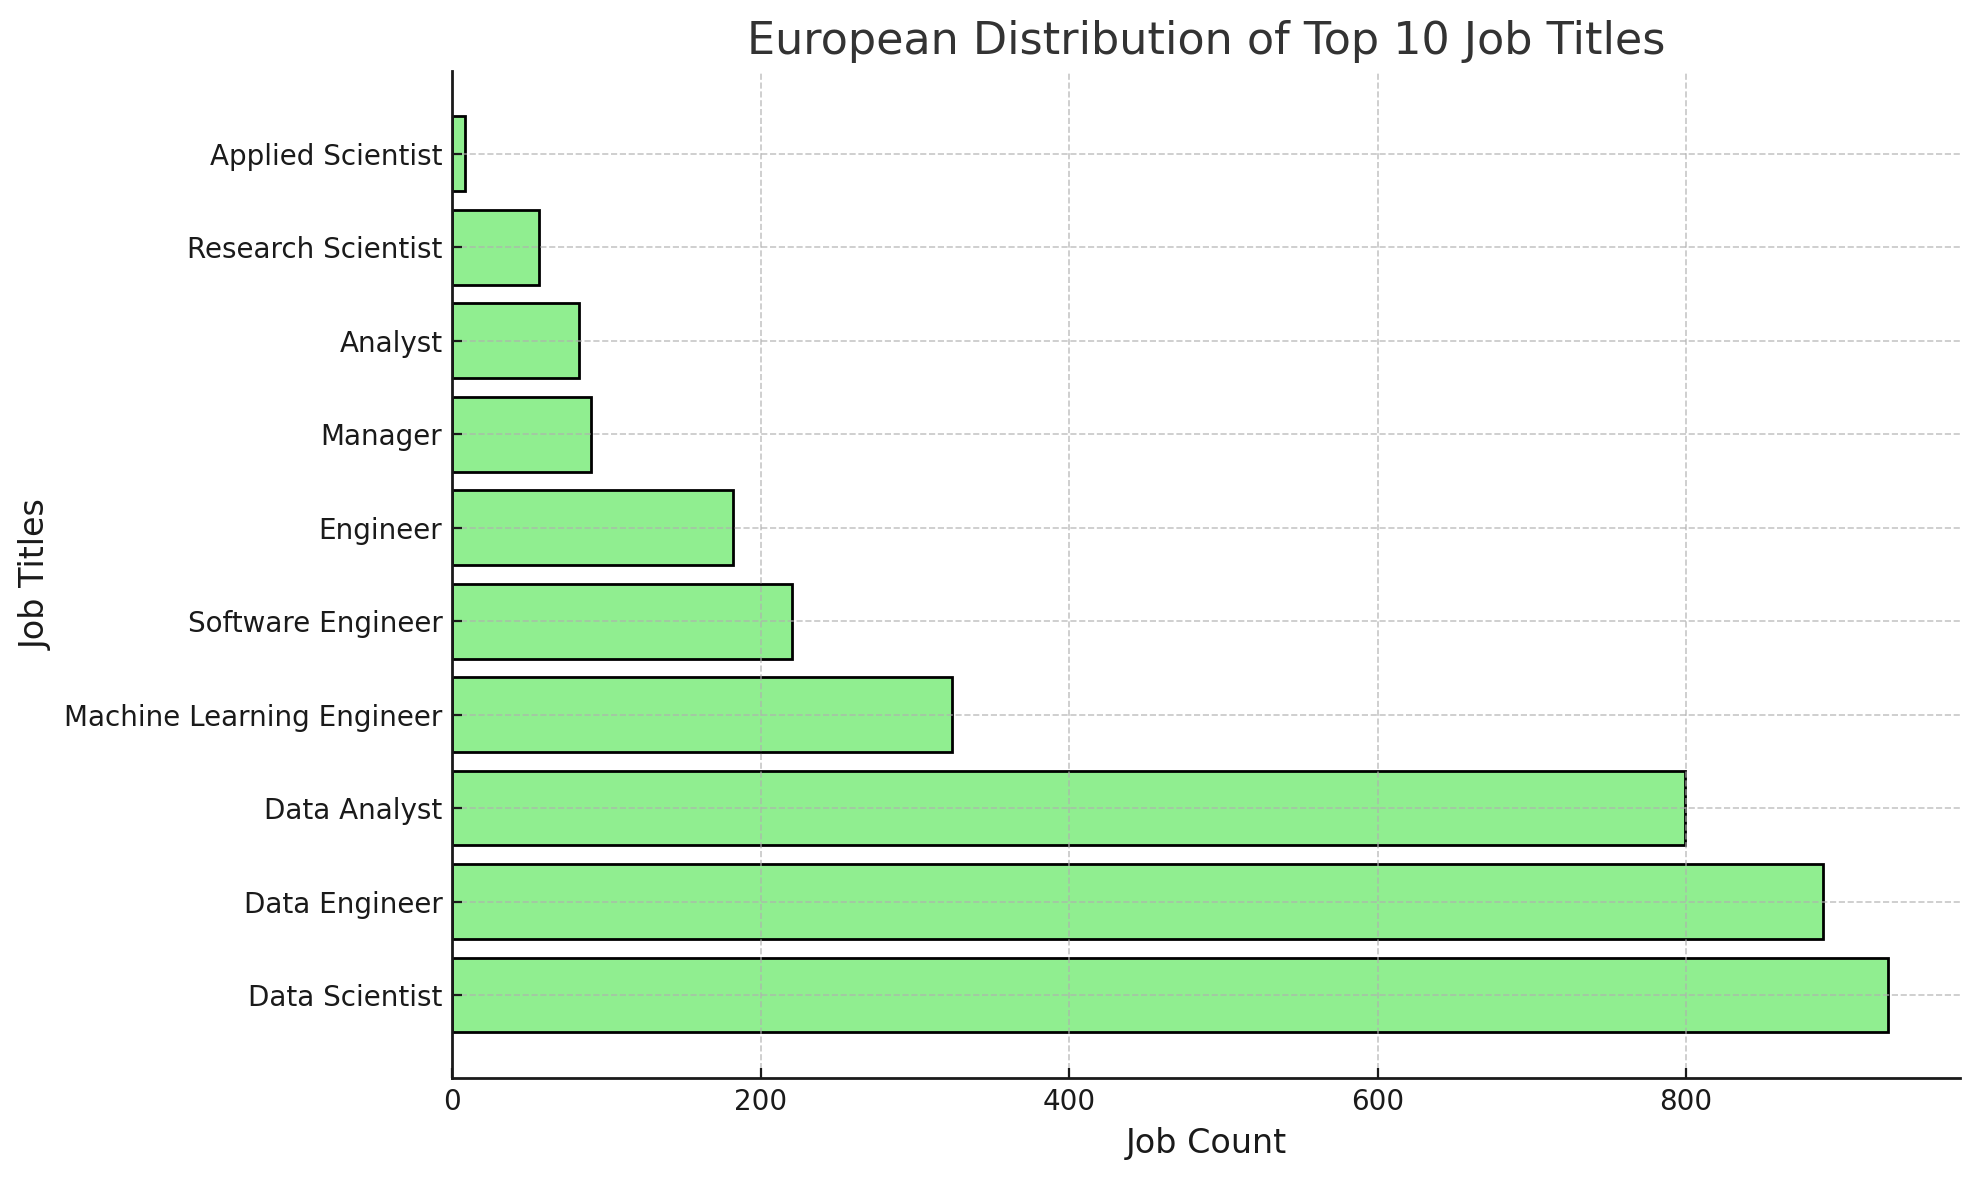 European Distribution of Top 10 Job Titles
Job Titles
Applied Scientist
Research Scientist
Analyst
Manager
Engineer
Software Engineer
Machine Learning Engineer
Data Analyst
Data Engineer
Data Scientist
0 200 400 600 800
Job Count